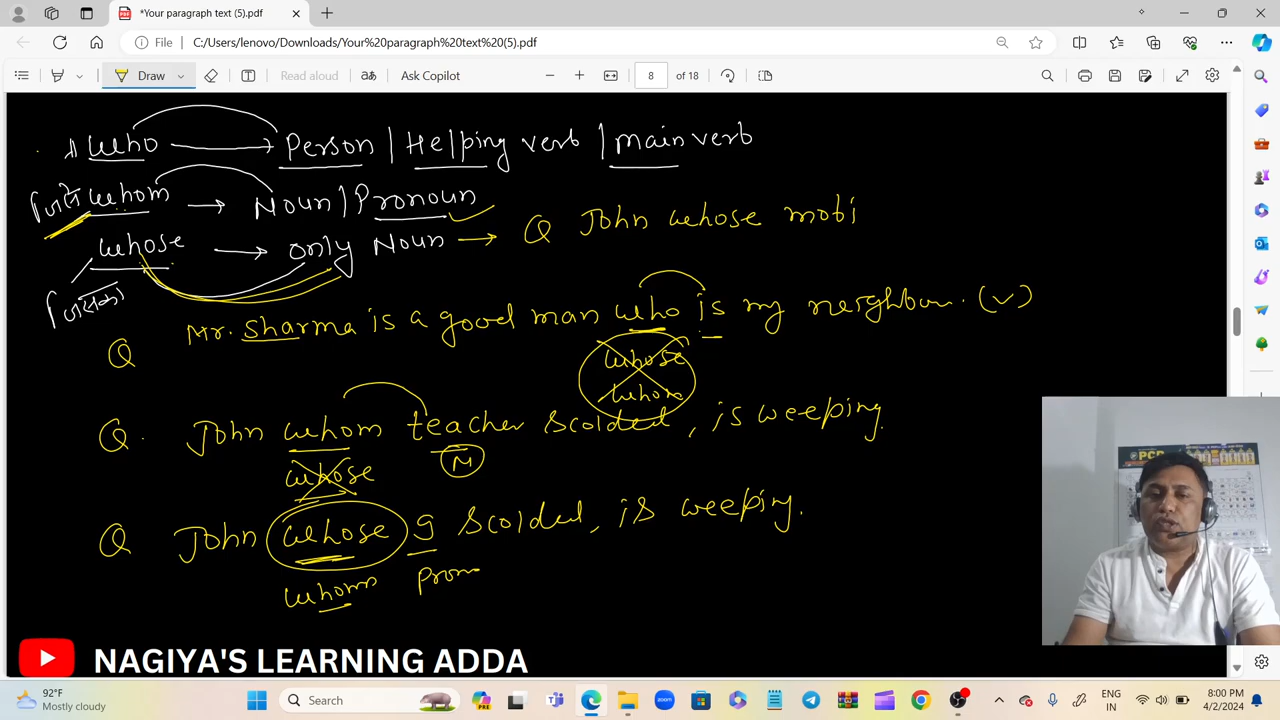 *Your paragraph text (5).pdf
File C:/Users/lenovo/Downloads/Your%20paragraph%20text%20(5).pdf
Draw Read aloud Ask Copilot 8 of 18
who → Person | Helping verb | main verb
जिसे whom → Noun | Pronoun
whose → only Noun → Q John whose mobi
जिसका
Q Mr. Sharma is a good man who is my neighbour. (✓)
whose
whom
Q. John whom teacher scolded, is weeping.
whose N
Q John whose I scolded, is weeping.
whom pron
PCP
NAGIYA'S LEARNING ADDA
92°F
Mostly cloudy
Search
ENG
IN
8:00 PM
4/2/2024